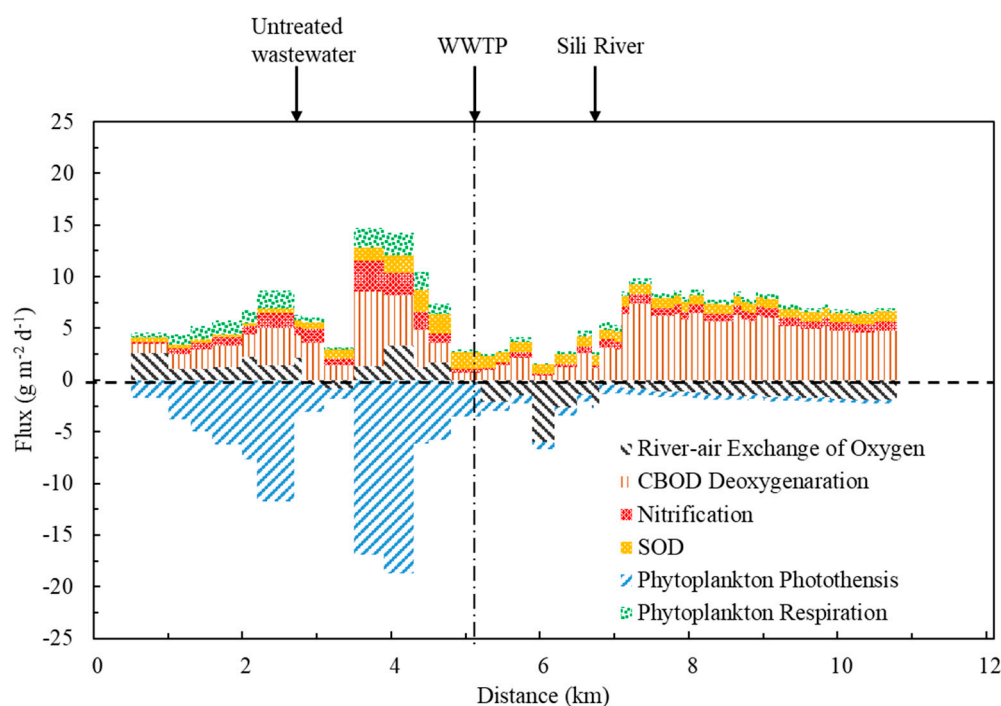 Untreated
wastewater
WWTP
Sili River
25
20
15
10
5
0
-5
-10
-15
-20
-25
Flux (g m⁻² d⁻¹)
River-air Exchange of Oxygen
CBOD Deoxygenaration
Nitrification
SOD
Phytoplankton Photothensis
Phytoplankton Respiration
0 2 4 6 8 10 12
Distance (km)